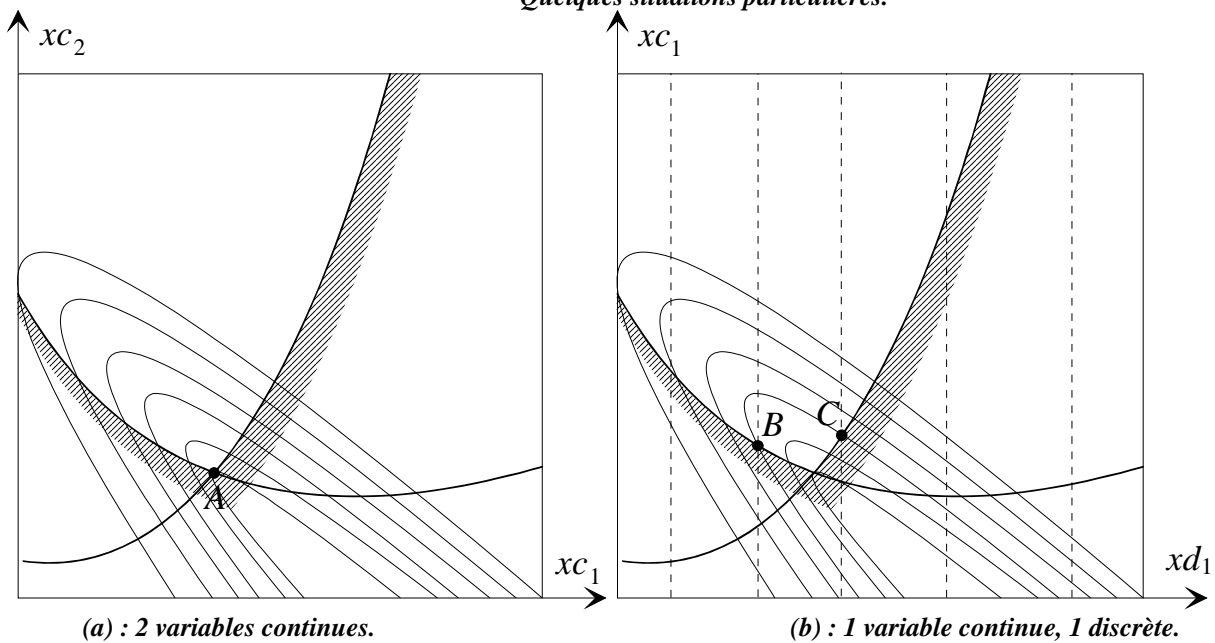 Quelques situations particulières.
xc2
xc1
A
xc1
xd1
B
C
(a) : 2 variables continues.
(b) : 1 variable continue, 1 discrète.